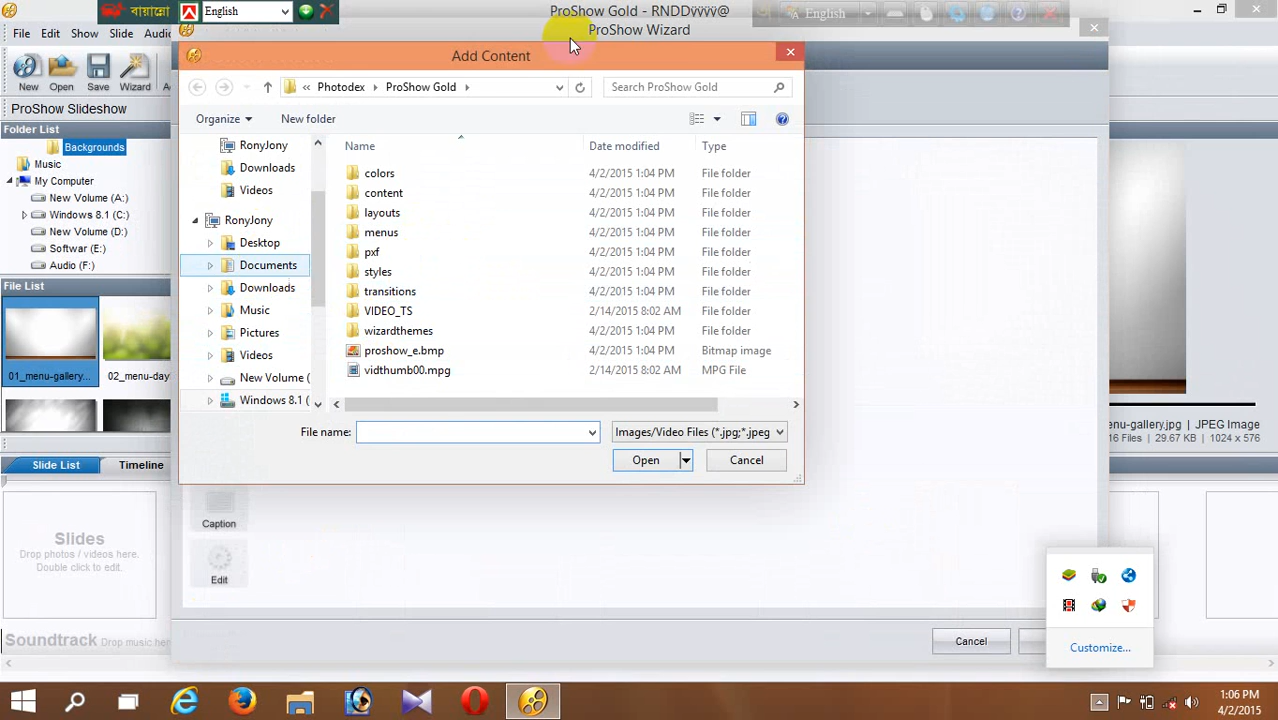 বায়ান্নো English ProShow Gold - RNDDÿÿÿÿ@ English
File Edit Show Slide ProShow Wizard
Add Content
New Open Save Wizard
Photodex ProShow Gold Search ProShow Gold
ProShow Slideshow
Organize New folder
Folder List
Backgrounds
Music
My Computer
New Volume (A:)
Windows 8.1 (C:)
New Volume (D:)
Softwar (E:)
Audio (F:)
RonyJony
Downloads
Videos
RonyJony
Desktop
Documents
Downloads
Music
Pictures
Videos
New Volume (
Windows 8.1 (
Name Date modified Type
colors 4/2/2015 1:04 PM File folder
content 4/2/2015 1:04 PM File folder
layouts 4/2/2015 1:04 PM File folder
menus 4/2/2015 1:04 PM File folder
pxf 4/2/2015 1:04 PM File folder
styles 4/2/2015 1:04 PM File folder
transitions 4/2/2015 1:04 PM File folder
VIDEO_TS 2/14/2015 8:02 AM File folder
wizardthemes 4/2/2015 1:04 PM File folder
proshow_e.bmp 4/2/2015 1:04 PM Bitmap image
vidthumb00.mpg 2/14/2015 8:02 AM MPG File
File List
01_menu-gallery... 02_menu-day
File name: Images/Video Files (*.jpg;*.jpeg
Open Cancel
enu-gallery.jpg | JPEG Image
16 Files | 29.67 KB | 1024 x 576
Slide List Timeline
Slides
Drop photos / videos here.
Double click to edit.
Caption
Edit
Soundtrack Drop music her
Cancel
Customize...
1:06 PM
4/2/2015